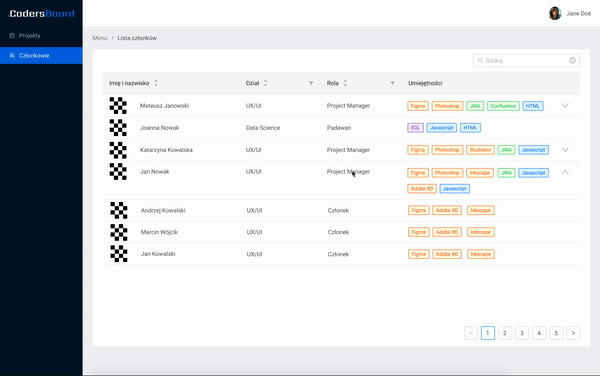 .CodersBoard
Jane Doe
Projekty
Członkowie
Menu / Lista członków
Szukaj
Imię i nazwisko Dział Rola Umiejętności
Mateusz Janowski UX/UI Project Manager Figma Photoshop JIRA Confluence HTML
Joanna Nowak Data Science Padawan SQL Javascript HTML
Katarzyna Kowalska UX/UI Project Manager Figma Photoshop Illustrator JIRA Javascript
Jan Nowak UX/UI Project Manager Figma Photoshop Inkscape JIRA Javascript
Adobe XD Javascript
Andrzej Kowalski UX/UI Członek Figma Adobe XD Inkscape
Marcin Wójcik UX/UI Członek Figma Adobe XD Inkscape
Jan Kowalski UX/UI Członek Figma Adobe XD Inkscape
< 1 2 3 4 5 >